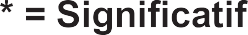 * = Significatif